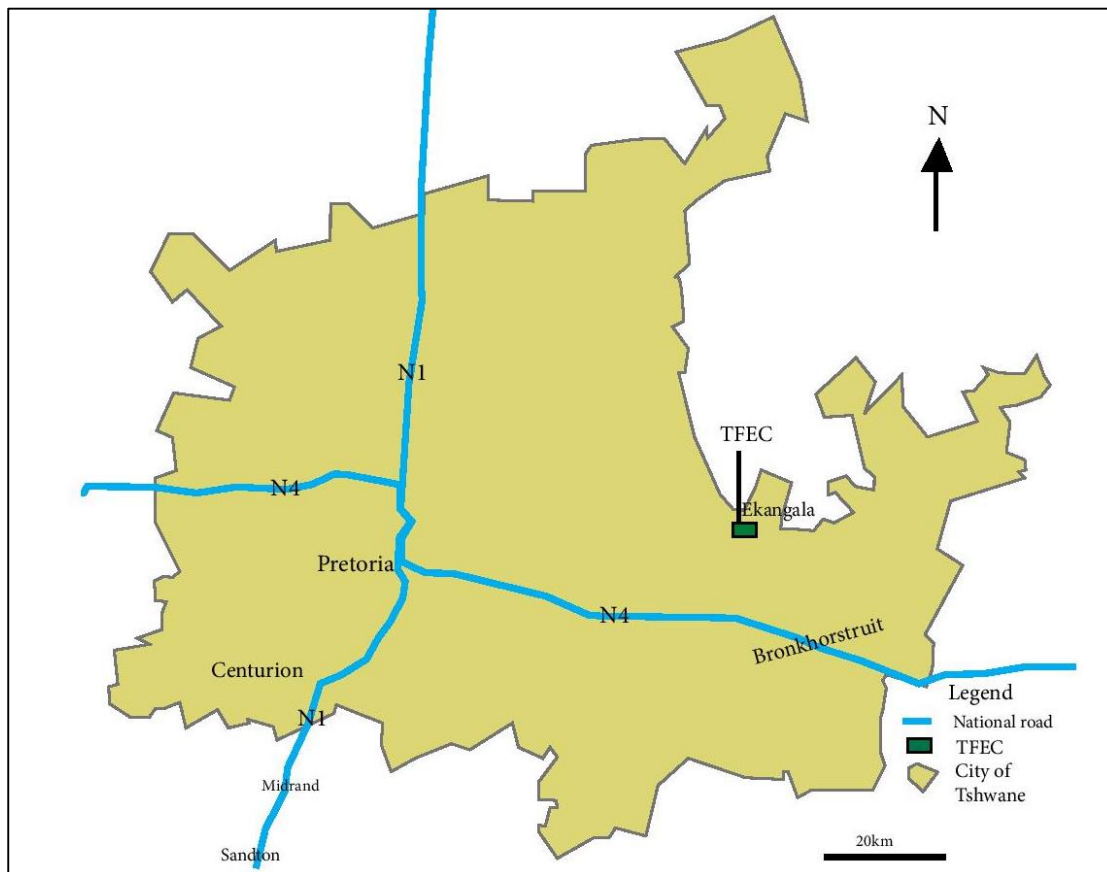 N
N1
TFEC
N4
Ekangala
Pretoria
N4
Bronkhorstruit
Centurion
N1
Midrand
Sandton
Legend
National road
TFEC
City of
Tshwane
20km